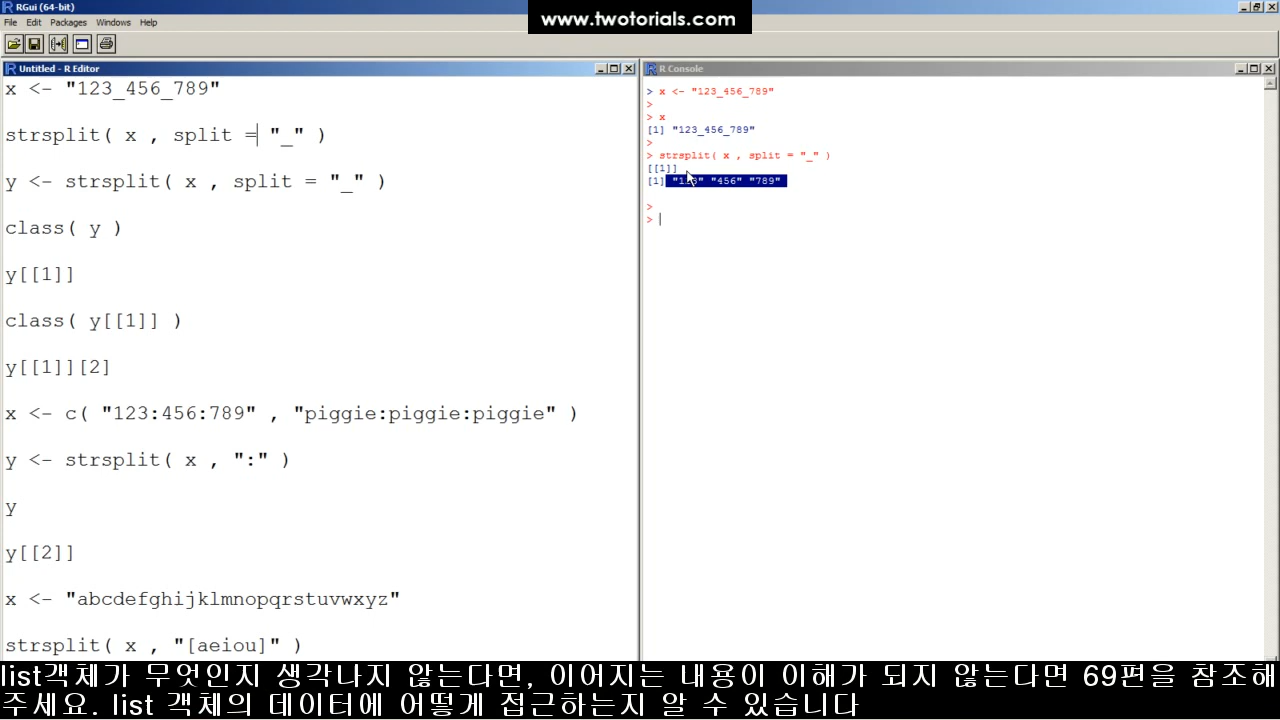 RGui (64-bit)
www.twotorials.com
File Edit Packages Windows Help
Untitled - R Editor
x <- "123_456_789"
strsplit( x , split = "_" )
y <- strsplit( x , split = "_" )
class( y )
y[[1]]
class( y[[1]] )
y[[1]][2]
x <- c( "123:456:789" , "piggie:piggie:piggie" )
y <- strsplit( x , ":" )
y
y[[2]]
x <- "abcdefghijklmnopqrstuvwxyz"
strsplit( x , "[aeiou]" )
R Console
> x <- "123_456_789"
>
> x
[1] "123_456_789"
>
> strsplit( x , split = "_" )
[[1]]
[1] "123" "456" "789"
>
>
list객체가 무엇인지 생각나지 않는다면, 이어지는 내용이 이해가 되지 않는다면 69편을 참조해
주세요. list 객체의 데이터에 어떻게 접근하는지 알 수 있습니다